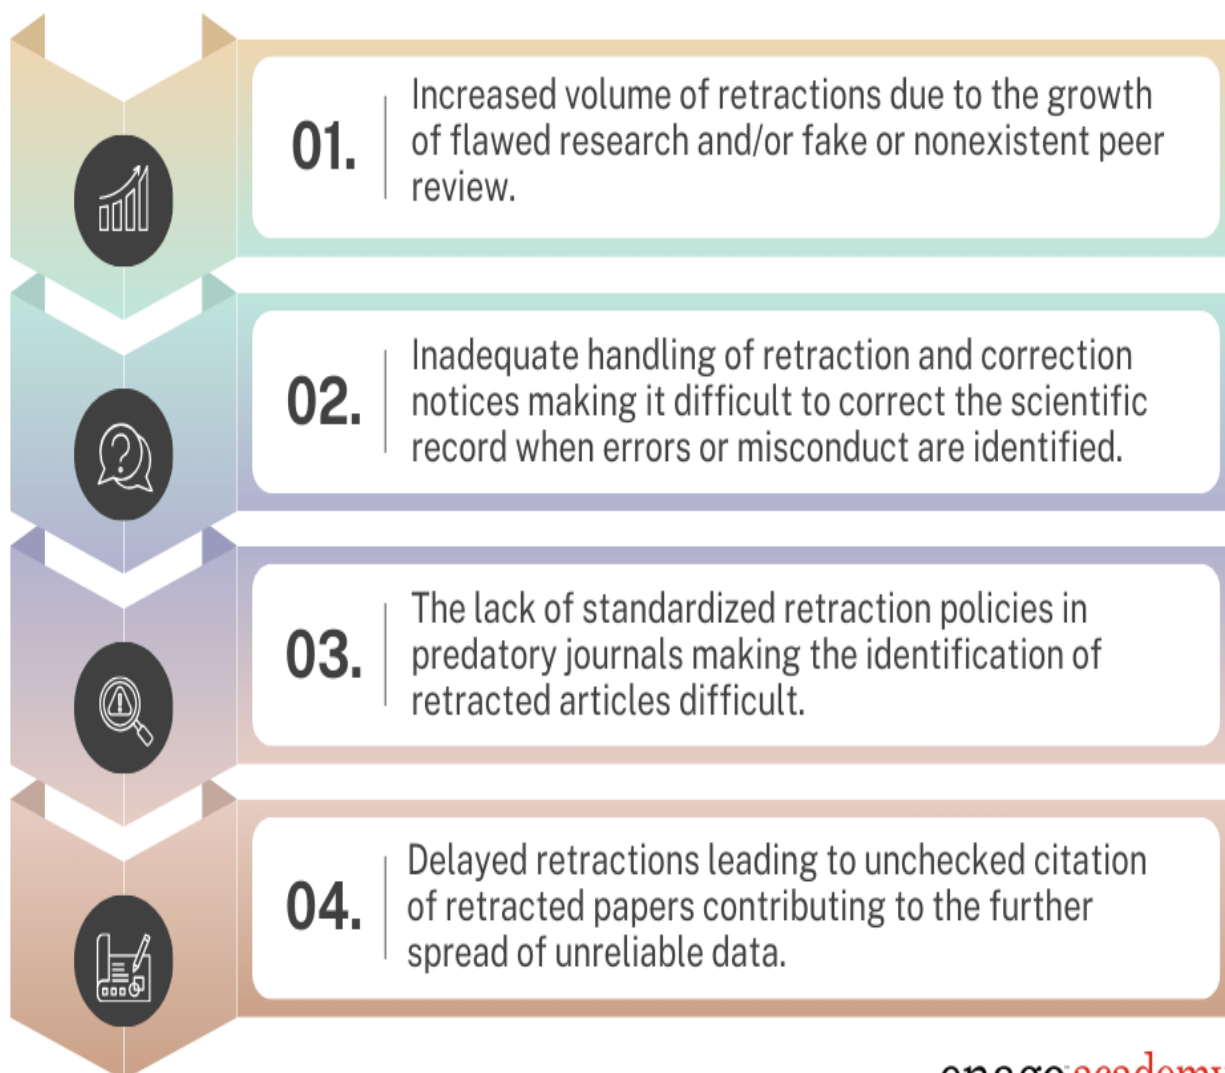 01.
Increased volume of retractions due to the growth
of flawed research and/or fake or nonexistent peer
review.
02.
Inadequate handling of retraction and correction
notices making it difficult to correct the scientific
record when errors or misconduct are identified.
03.
The lack of standardized retraction policies in
predatory journals making the identification of
retracted articles difficult.
04.
Delayed retractions leading to unchecked citation
of retracted papers contributing to the further
spread of unreliable data.
enago academy